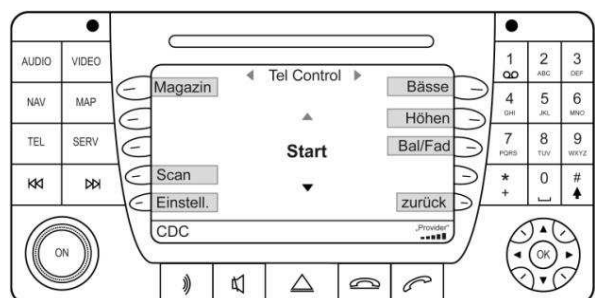 AUDIO VIDEO
NAV MAP
TEL SERV
ON
Tel Control
Magazin
Scan
Einstell.
Start
Bässe
Höhen
Bal/Fad
zurück
CDC
„Provider“
1 2 ABC 3 DEF
4 GHI 5 JKL 6 MNO
7 PQRS 8 TUV 9 WXYZ
* + 0 #
OK